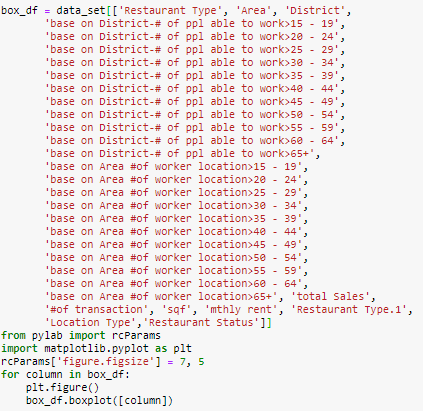 box_df = data_set[['Restaurant Type', 'Area', 'District',
'base on District-# of ppl able to work>15 - 19',
'base on District-# of ppl able to work>20 - 24',
'base on District-# of ppl able to work>25 - 29',
'base on District-# of ppl able to work>30 - 34',
'base on District-# of ppl able to work>35 - 39',
'base on District-# of ppl able to work>40 - 44',
'base on District-# of ppl able to work>45 - 49',
'base on District-# of ppl able to work>50 - 54',
'base on District-# of ppl able to work>55 - 59',
'base on District-# of ppl able to work>60 - 64',
'base on District-# of ppl able to work>65+',
'base on Area #of worker location>15 - 19',
'base on Area #of worker location>20 - 24',
'base on Area #of worker location>25 - 29',
'base on Area #of worker location>30 - 34',
'base on Area #of worker location>35 - 39',
'base on Area #of worker location>40 - 44',
'base on Area #of worker location>45 - 49',
'base on Area #of worker location>50 - 54',
'base on Area #of worker location>55 - 59',
'base on Area #of worker location>60 - 64',
'base on Area #of worker location>65+', 'total Sales',
'#of transaction', 'sqf', 'mthly rent', 'Restaurant Type.1',
'Location Type','Restaurant Status']]
from pylab import rcParams
import matplotlib.pyplot as plt
rcParams['figure.figsize'] = 7, 5
for column in box_df:
plt.figure()
box_df.boxplot([column])